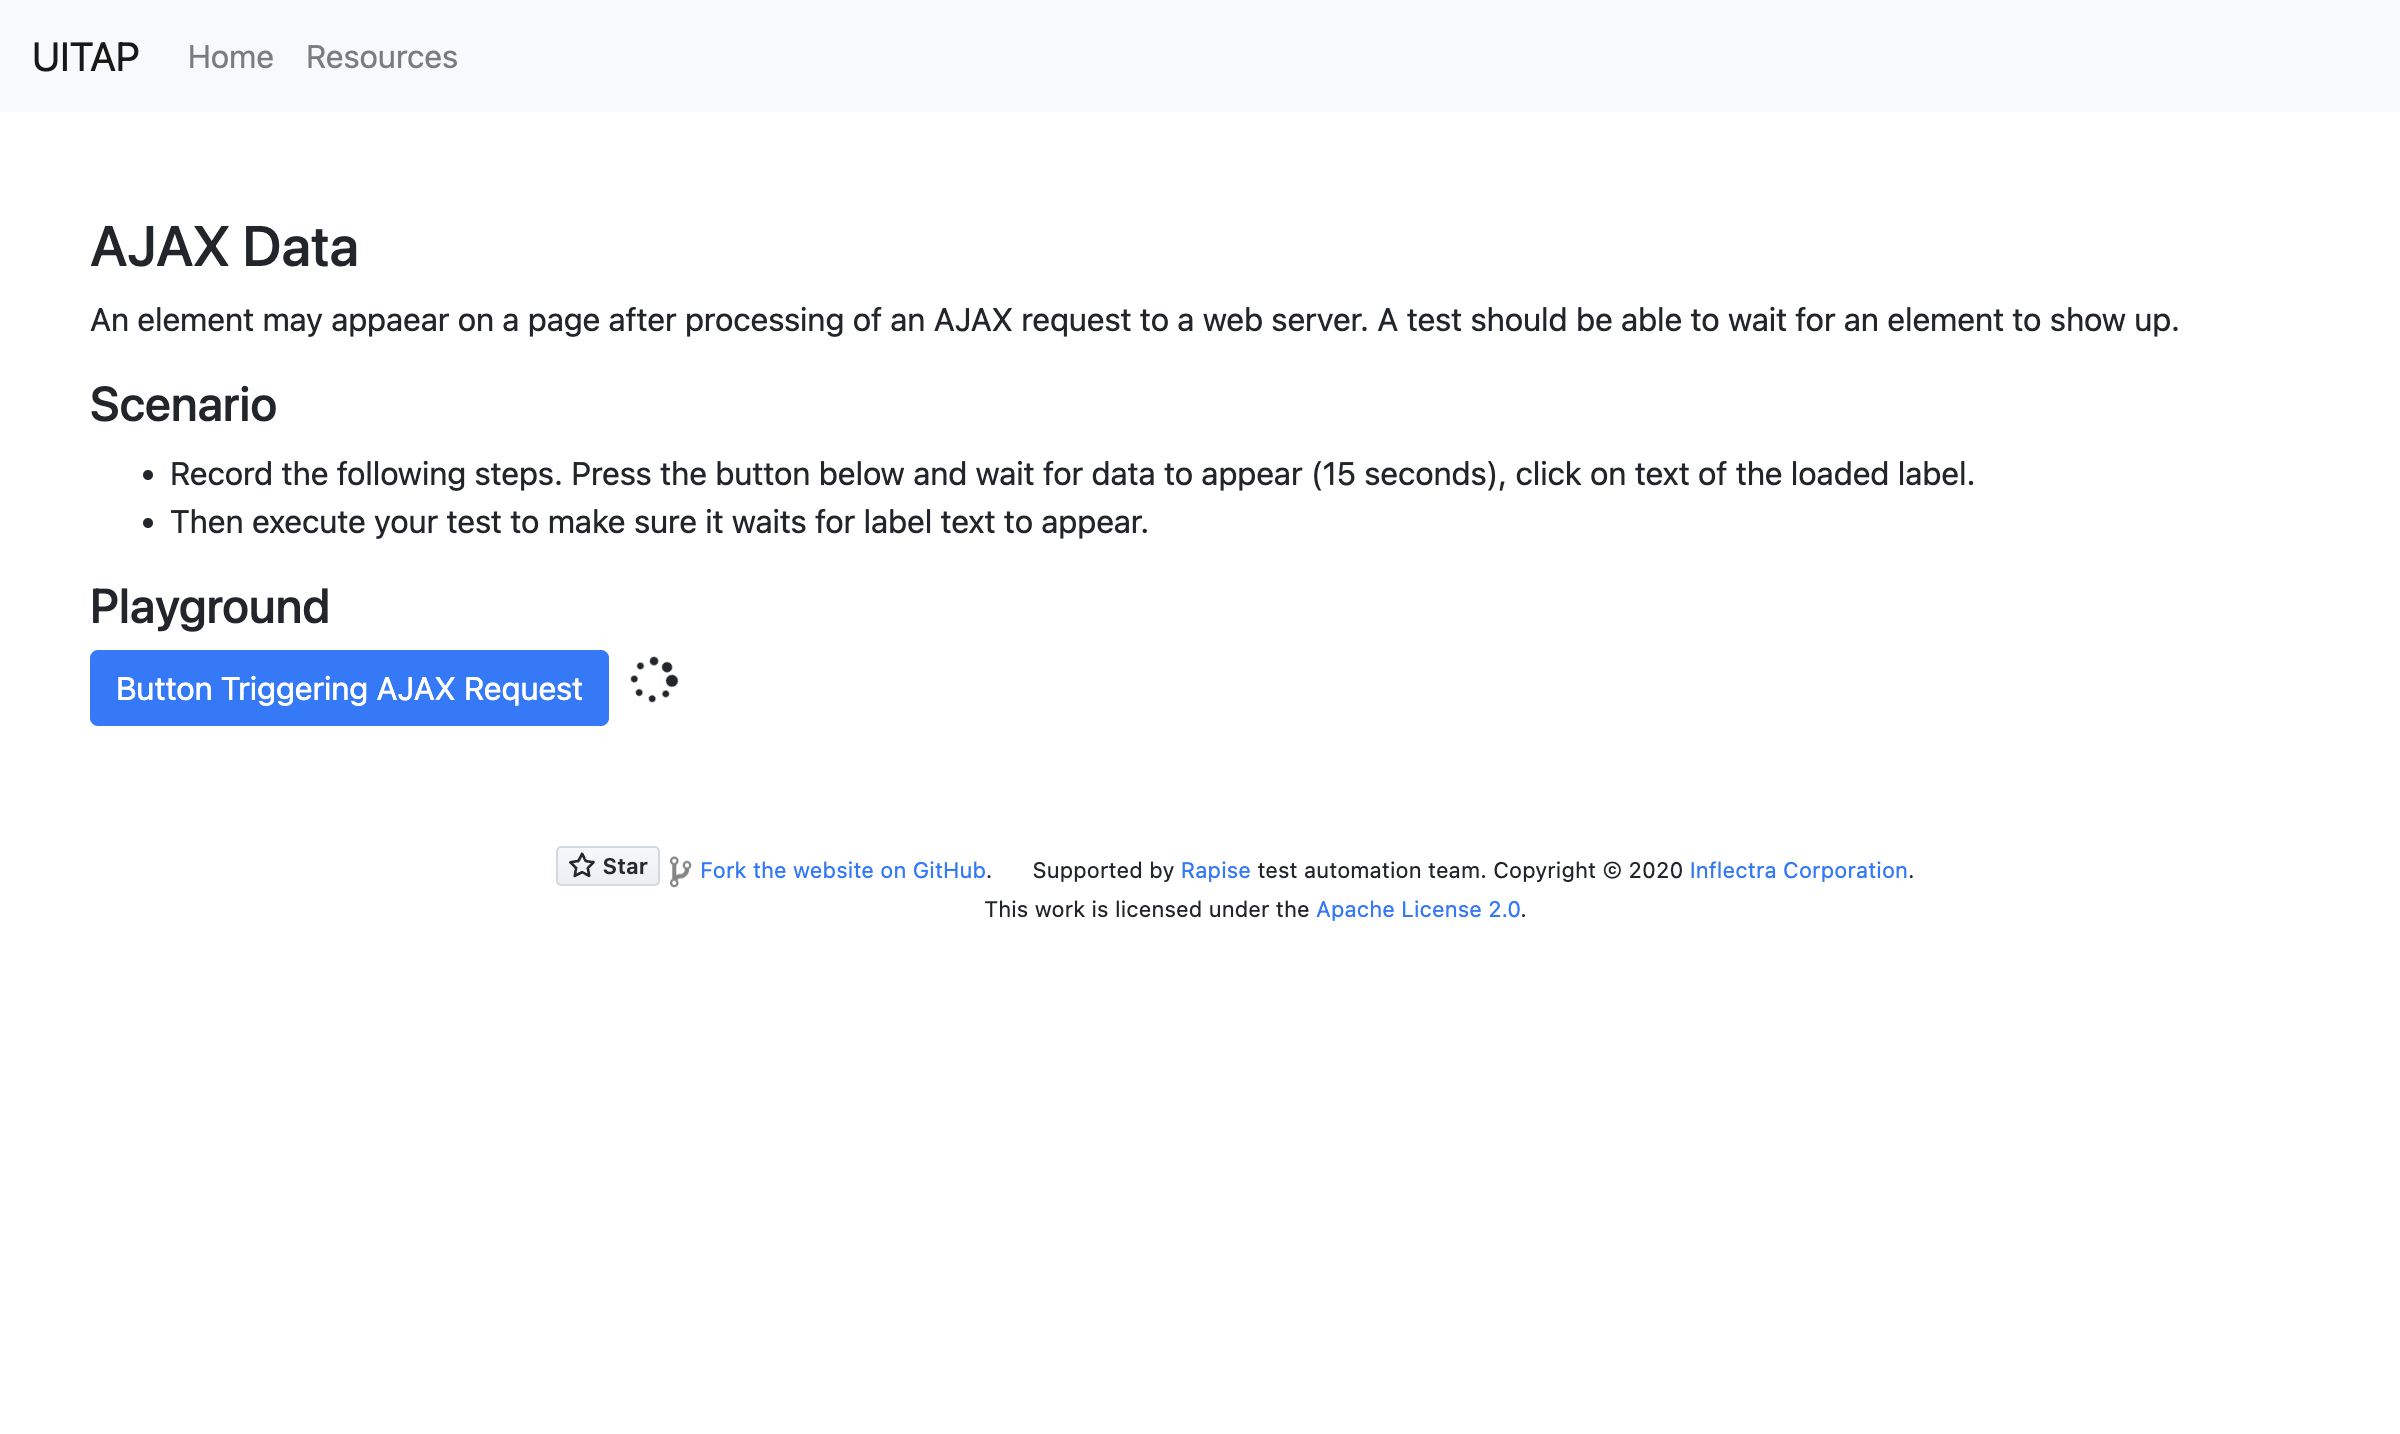 UITAP Home Resources
AJAX Data
An element may appaear on a page after processing of an AJAX request to a web server. A test should be able to wait for an element to show up.
Scenario
• Record the following steps. Press the button below and wait for data to appear (15 seconds), click on text of the loaded label.
• Then execute your test to make sure it waits for label text to appear.
Playground
Button Triggering AJAX Request
Star Fork the website on GitHub. Supported by Rapise test automation team. Copyright © 2020 Inflectra Corporation.
This work is licensed under the Apache License 2.0.